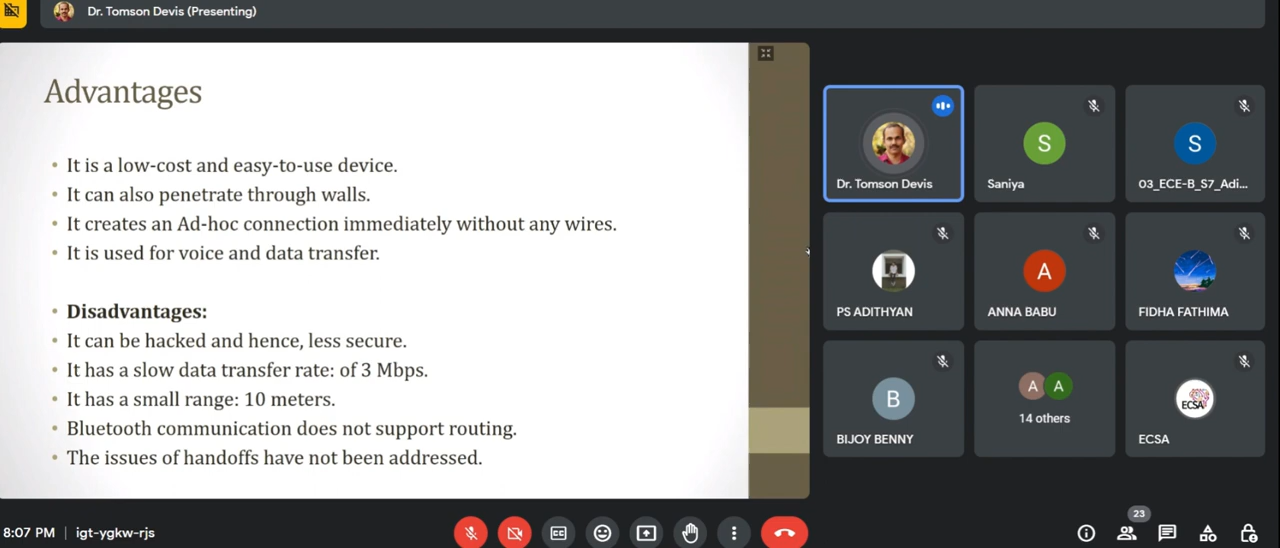 Dr. Tomson Devis (Presenting)
Advantages
• It is a low-cost and easy-to-use device.
• It can also penetrate through walls.
• It creates an Ad-hoc connection immediately without any wires.
• It is used for voice and data transfer.
• Disadvantages:
• It can be hacked and hence, less secure.
• It has a slow data transfer rate: of 3 Mbps.
• It has a small range: 10 meters.
• Bluetooth communication does not support routing.
• The issues of handoffs have not been addressed.
Dr. Tomson Devis
S
Saniya
S
03_ECE-B_S7_Adi...
PS ADITHYAN
A
ANNA BABU
FIDHA FATHIMA
B
BIJOY BENNY
A A
14 others
ECSA
ECSA
8:07 PM | igt-ygkw-rjs
CC
23